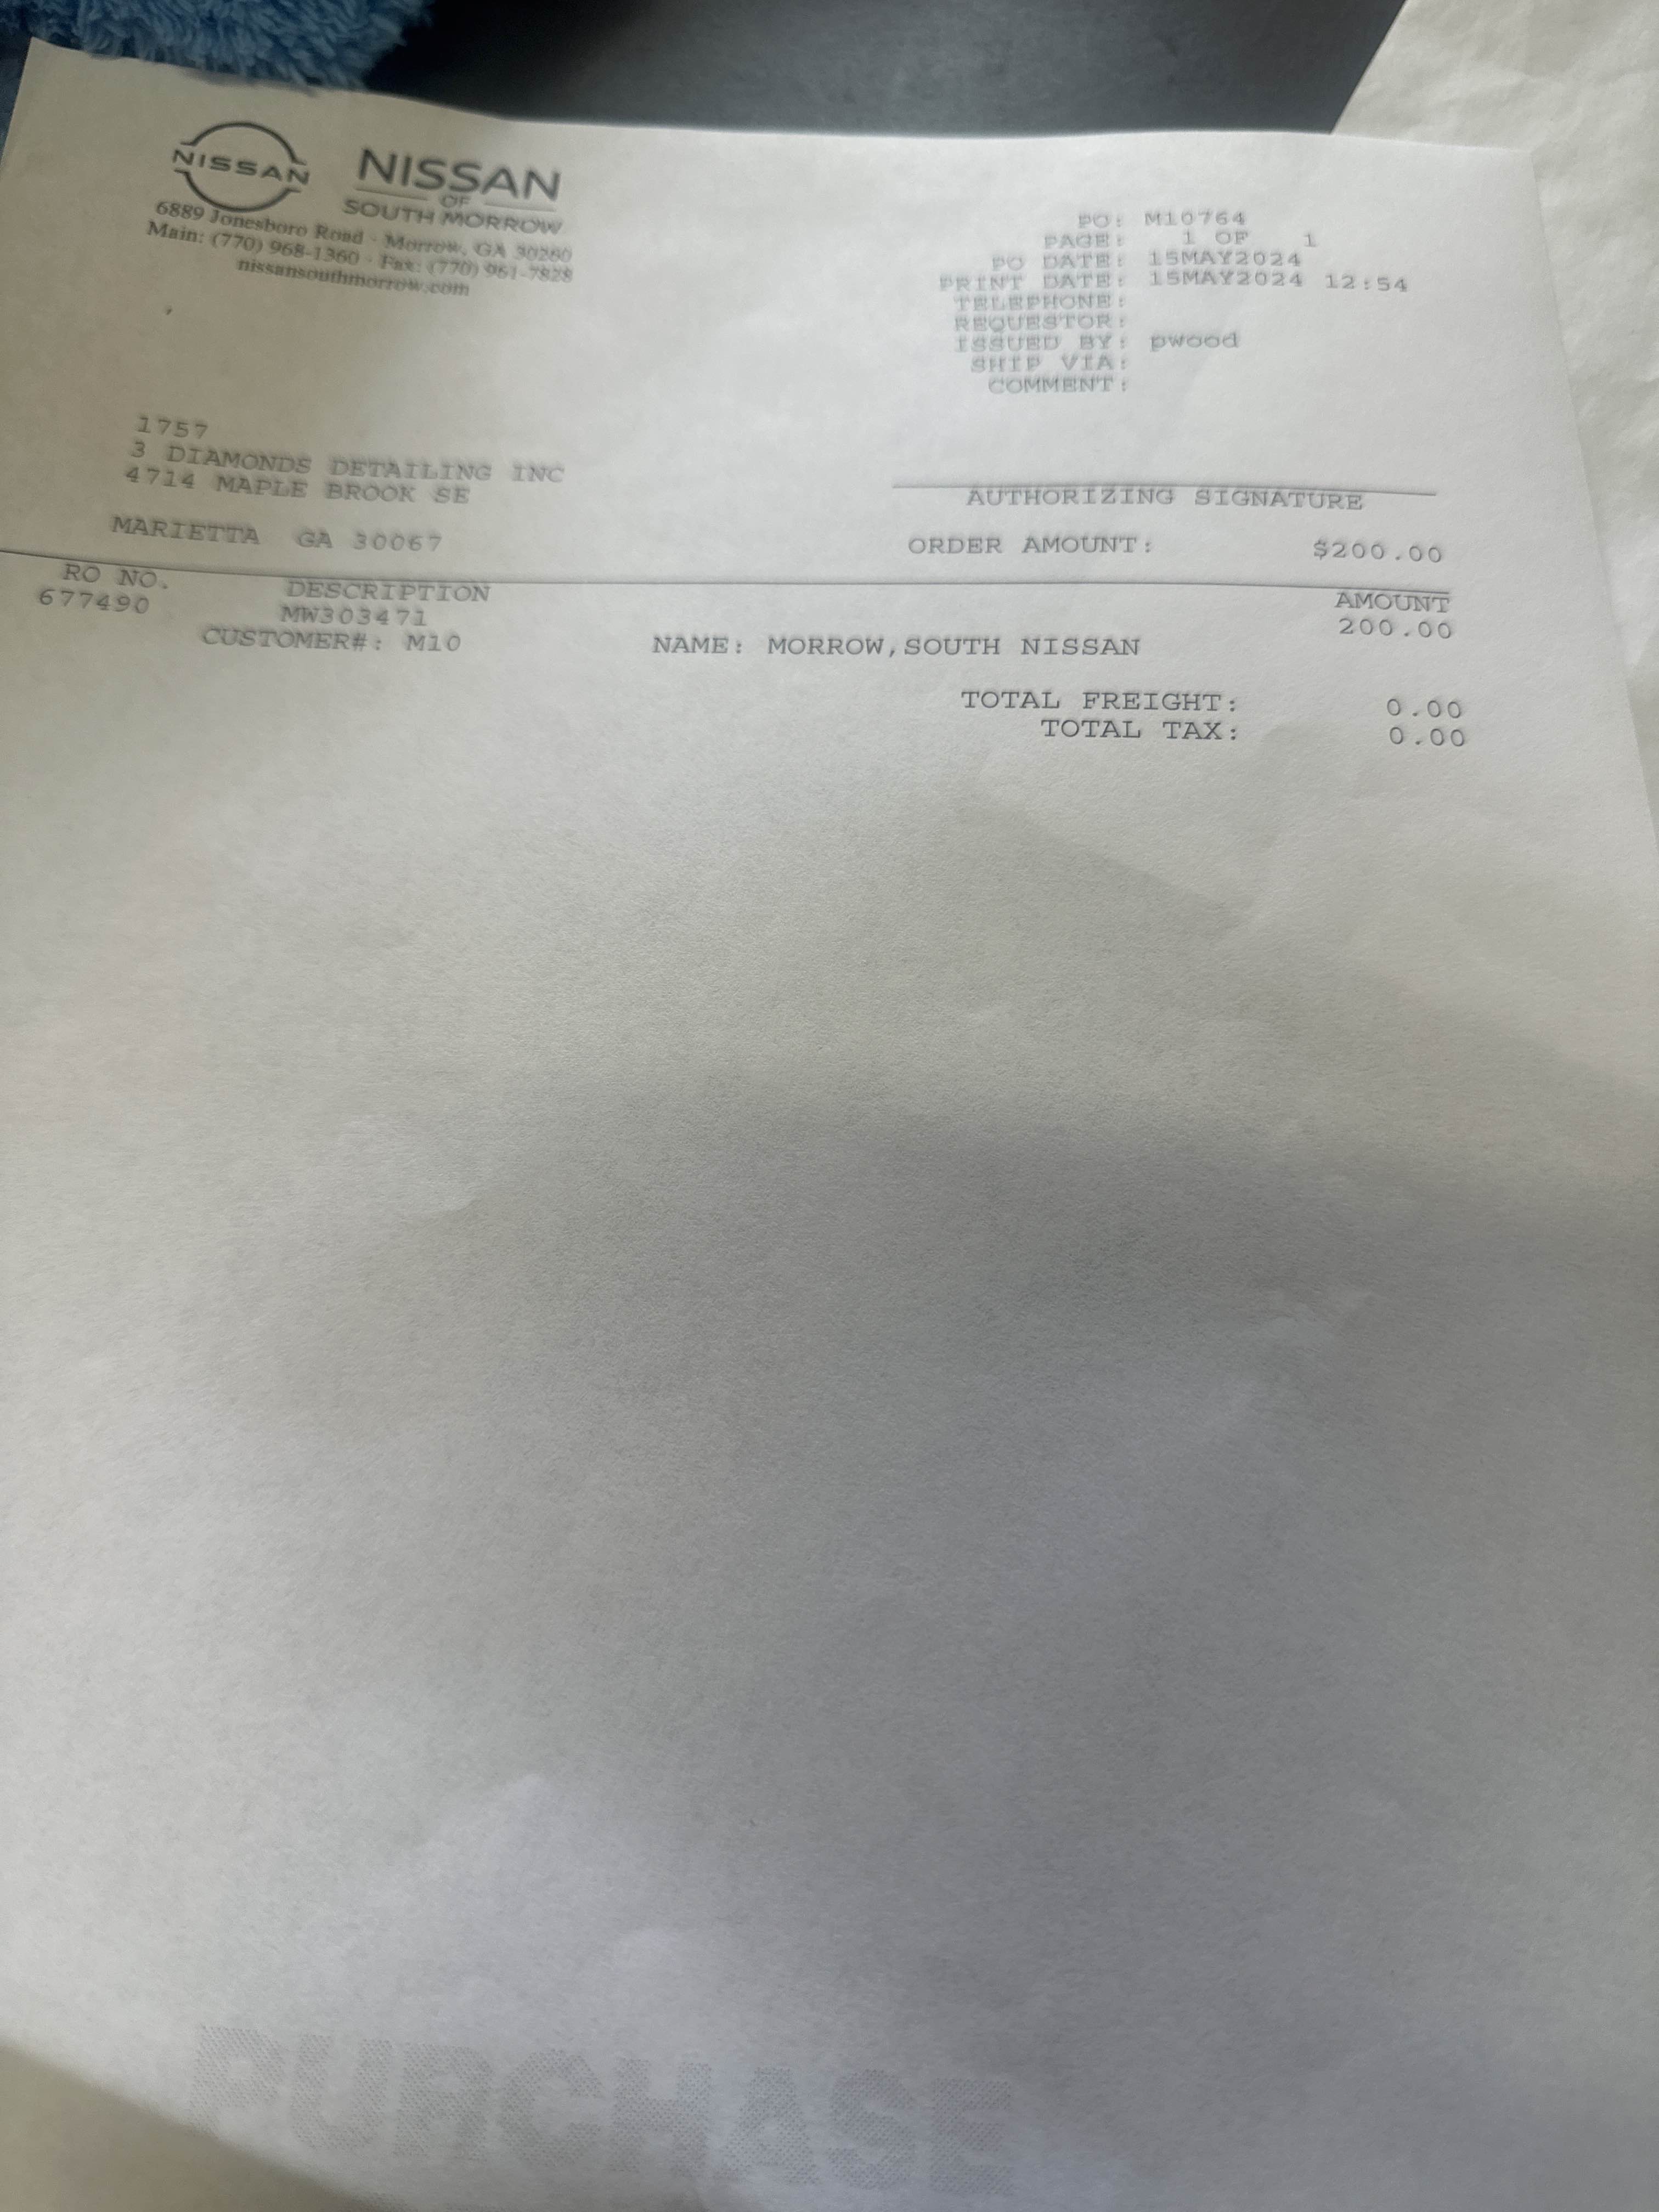 NISSAN
NISSAN
OF
SOUTH MORROW
6889 Jonesboro Road · Morrow, GA 30260
Main: (770) 968-1360 · Fax: (770) 961-7828
nissansouthmorrow.com
PO: M10764
PAGE: 1 OF 1
PO DATE: 15MAY2024
PRINT DATE: 15MAY2024 12:54
TELEPHONE:
REQUESTOR:
ISSUED BY: pwood
SHIP VIA:
COMMENT:
1757
3 DIAMONDS DETAILING INC
4714 MAPLE BROOK SE
MARIETTA GA 30067
AUTHORIZING SIGNATURE
ORDER AMOUNT: $200.00
RO NO. DESCRIPTION AMOUNT
677490 MW303471 200.00
CUSTOMER#: M10 NAME: MORROW,SOUTH NISSAN
TOTAL FREIGHT: 0.00
TOTAL TAX: 0.00
PURCHASE